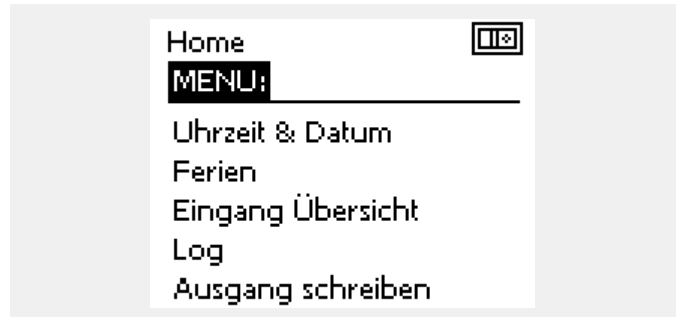 Home
MENU:
Uhrzeit & Datum
Ferien
Eingang Übersicht
Log
Ausgang schreiben